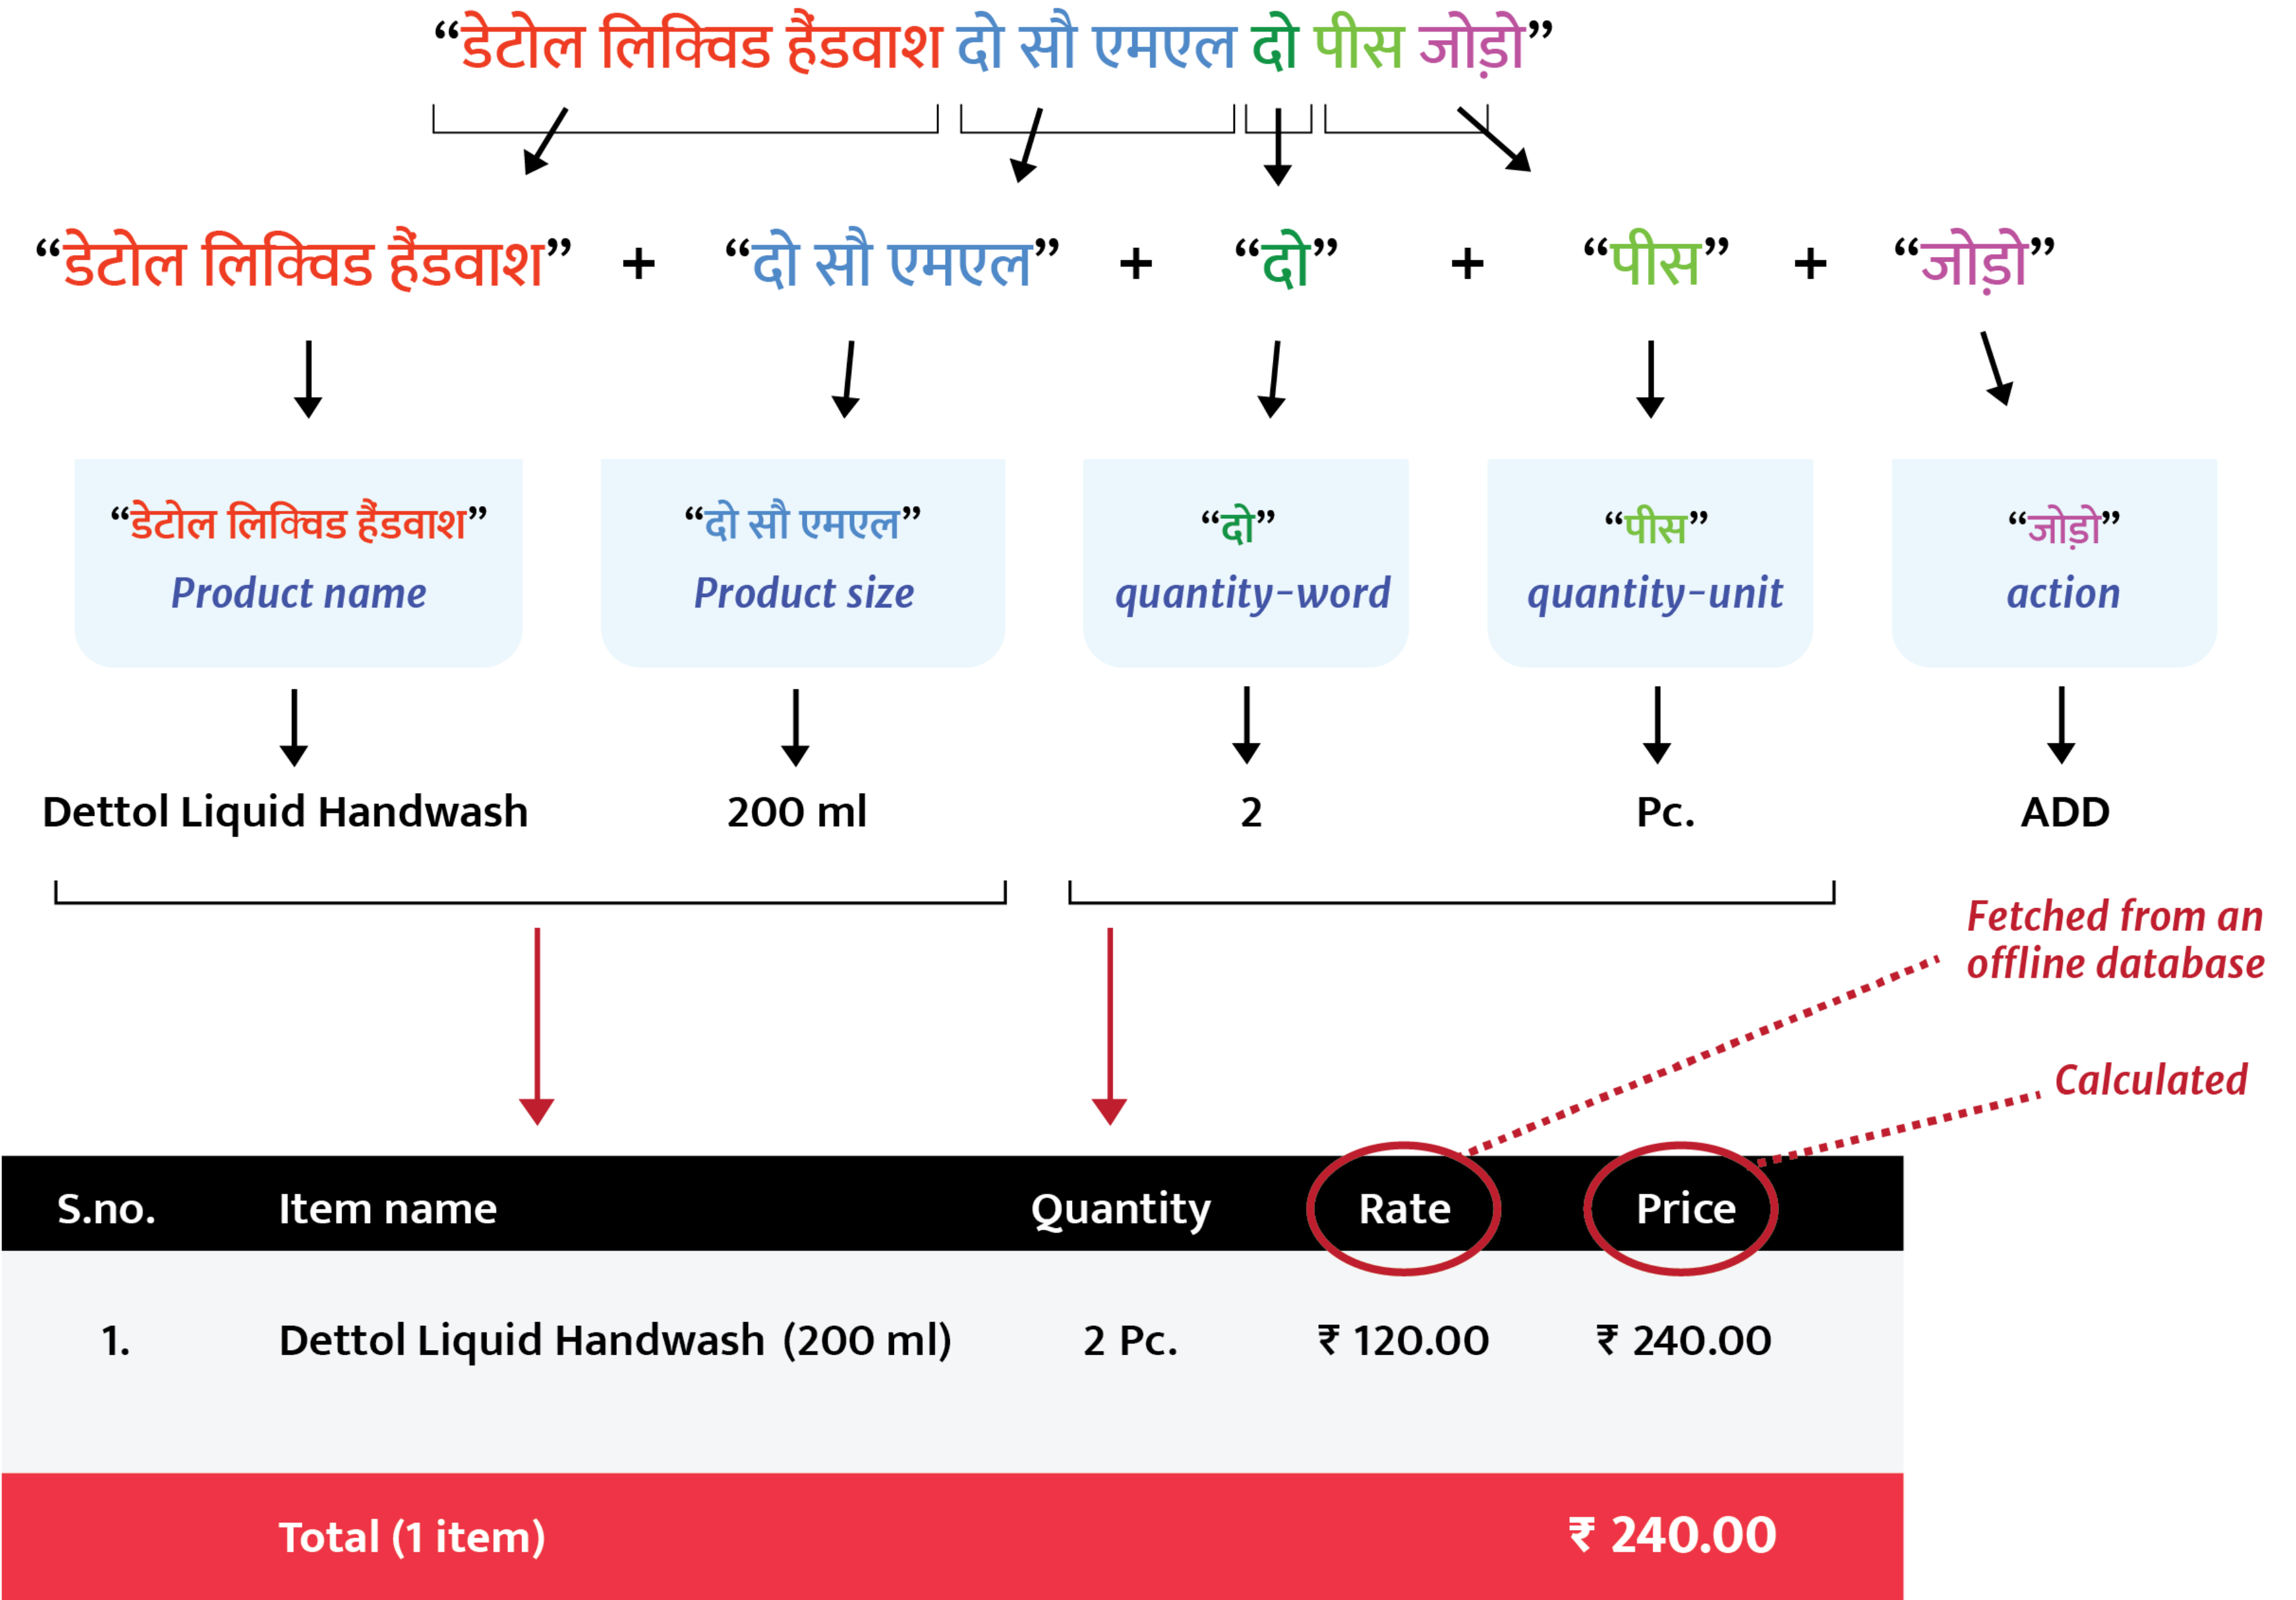 “डेटोल लिक्विड हैंडवाश दो सौ एमएल दो पीस जोड़ो”
“डेटोल लिक्विड हैंडवाश” + “दो सौ एमएल” + “दो” + “पीस” + “जोड़ो”
“डेटोल लिक्विड हैंडवाश” “दो सौ एमएल” “दो” “पीस” “जोड़ो”
Product name Product size quantity-word quantity-unit action
Dettol Liquid Handwash 200 ml 2 Pc. ADD
Fetched from an
offline database
Calculated
S.no. Item name Quantity Rate Price
1. Dettol Liquid Handwash (200 ml) 2 Pc. ₹ 120.00 ₹ 240.00
Total (1 item) ₹ 240.00